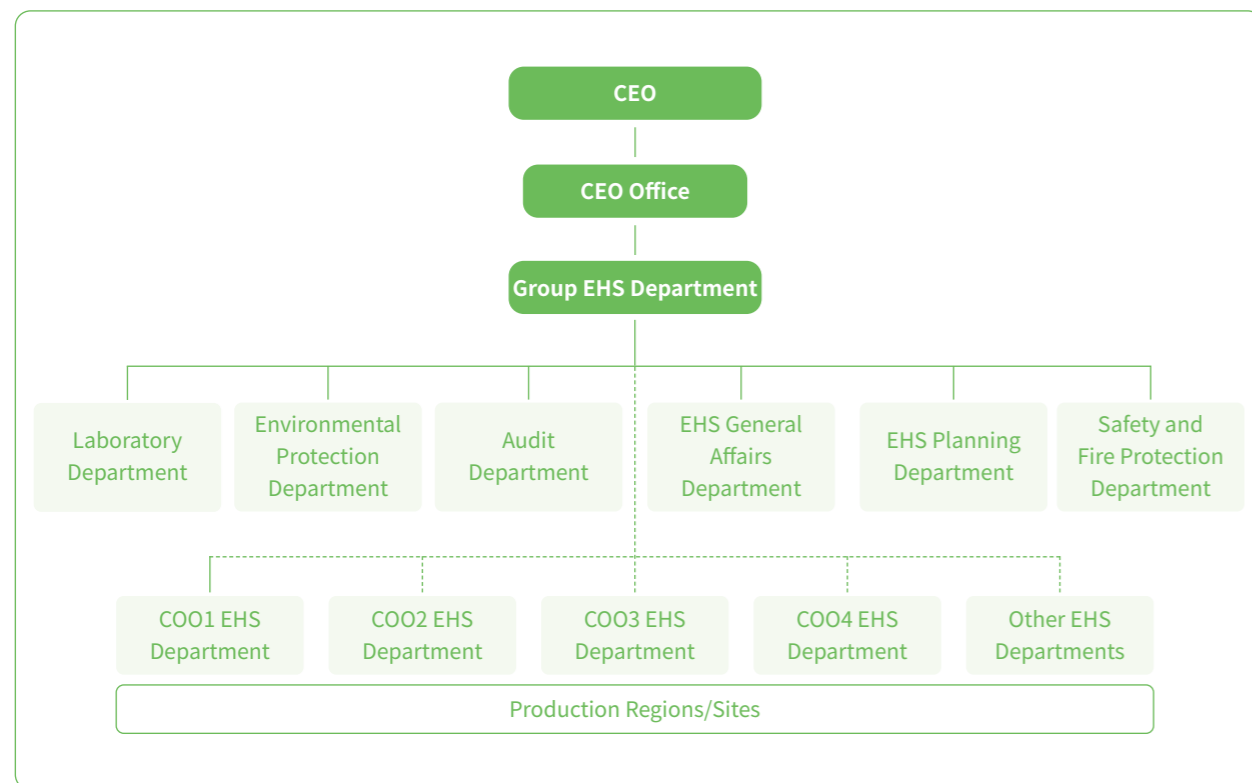 CEO
CEO Office
Group EHS Department
Laboratory
Department
Environmental
Protection
Department
Audit
Department
EHS General
Affairs
Department
EHS Planning
Department
Safety and
Fire Protection
Department
COO1 EHS
Department
COO2 EHS
Department
COO3 EHS
Department
COO4 EHS
Department
Other EHS
Departments
Production Regions/Sites